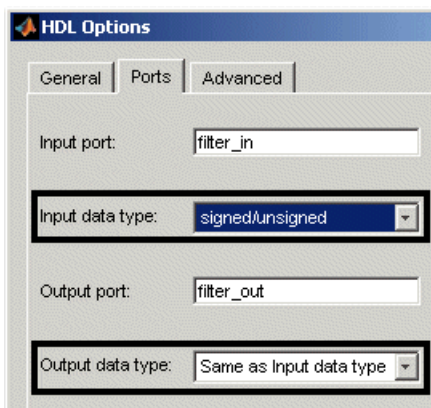 HDL Options
General Ports Advanced
Input port: filter_in
Input data type: signed/unsigned
Output port: filter_out
Output data type: Same as Input data type